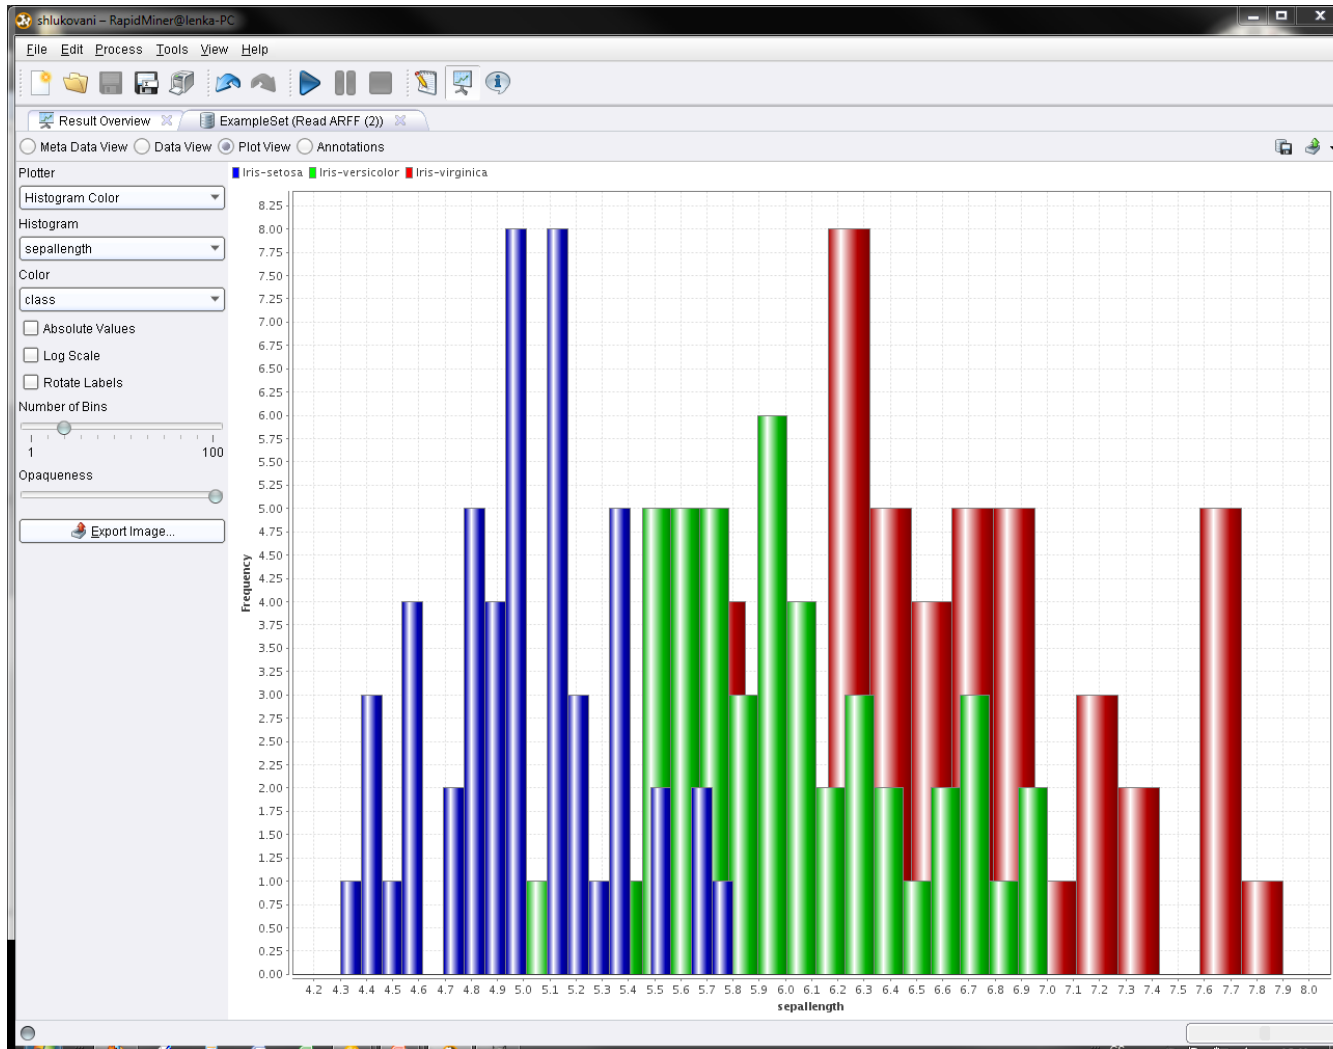 shlukovani – RapidMiner@lenka-PC
File Edit Process Tools View Help
Result Overview ExampleSet (Read ARFF (2))
Meta Data View Data View Plot View Annotations
Plotter
Histogram Color
Histogram
sepallength
Color
class
Absolute Values
Log Scale
Rotate Labels
Number of Bins
1 100
Opaqueness
Export Image...
Iris-setosa Iris-versicolor Iris-virginica
8.25
8.00
7.75
7.50
7.25
7.00
6.75
6.50
6.25
6.00
5.75
5.50
5.25
5.00
4.75
4.50
4.25
4.00
3.75
3.50
3.25
3.00
2.75
2.50
2.25
2.00
1.75
1.50
1.25
1.00
0.75
0.50
0.25
0.00
Frequency
4.2 4.3 4.4 4.5 4.6 4.7 4.8 4.9 5.0 5.1 5.2 5.3 5.4 5.5 5.6 5.7 5.8 5.9 6.0 6.1 6.2 6.3 6.4 6.5 6.6 6.7 6.8 6.9 7.0 7.1 7.2 7.3 7.4 7.5 7.6 7.7 7.8 7.9 8.0
sepallength